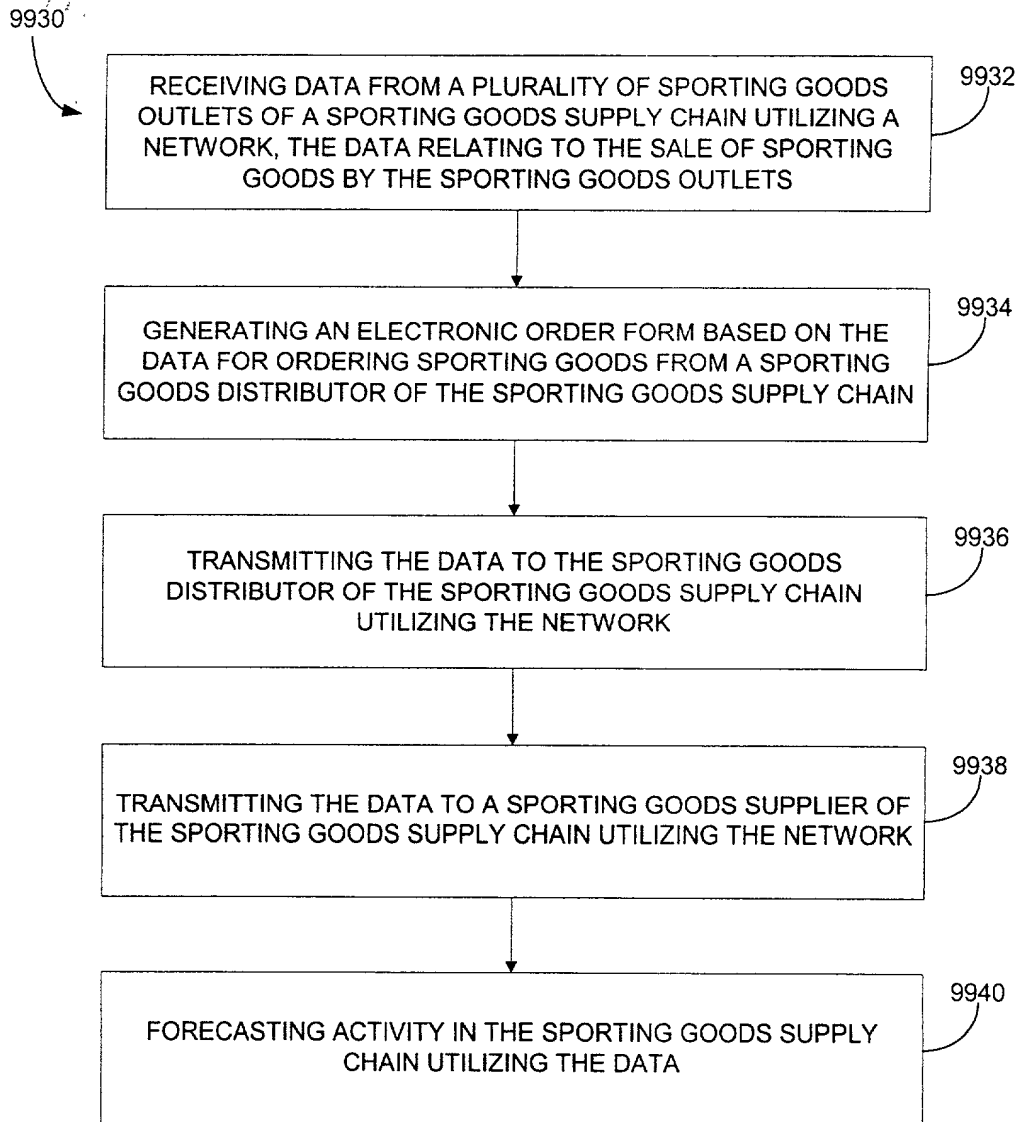 9930
RECEIVING DATA FROM A PLURALITY OF SPORTING GOODS
OUTLETS OF A SPORTING GOODS SUPPLY CHAIN UTILIZING A
NETWORK, THE DATA RELATING TO THE SALE OF SPORTING
GOODS BY THE SPORTING GOODS OUTLETS
9932
GENERATING AN ELECTRONIC ORDER FORM BASED ON THE
DATA FOR ORDERING SPORTING GOODS FROM A SPORTING
GOODS DISTRIBUTOR OF THE SPORTING GOODS SUPPLY CHAIN
9934
TRANSMITTING THE DATA TO THE SPORTING GOODS
DISTRIBUTOR OF THE SPORTING GOODS SUPPLY CHAIN
UTILIZING THE NETWORK
9936
TRANSMITTING THE DATA TO A SPORTING GOODS SUPPLIER OF
THE SPORTING GOODS SUPPLY CHAIN UTILIZING THE NETWORK
9938
FORECASTING ACTIVITY IN THE SPORTING GOODS SUPPLY
CHAIN UTILIZING THE DATA
9940